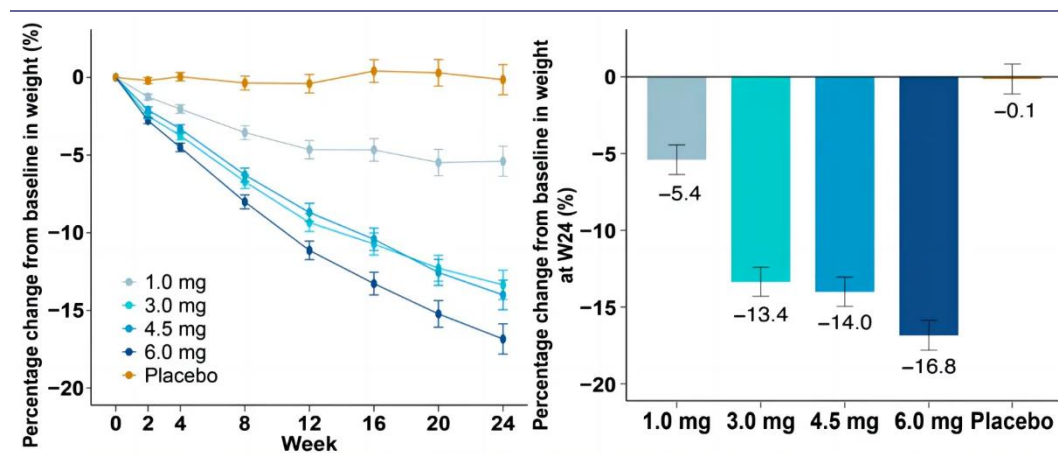 Percentage change from baseline in weight (%)
0
−5
−10
−15
−20
1.0 mg
3.0 mg
4.5 mg
6.0 mg
Placebo
0 2 4 8 12 16 20 24
Week
Percentage change from baseline in weight
at W24 (%)
0
−5
−10
−15
−20
−5.4
−13.4
−14.0
−16.8
−0.1
1.0 mg 3.0 mg 4.5 mg 6.0 mg Placebo